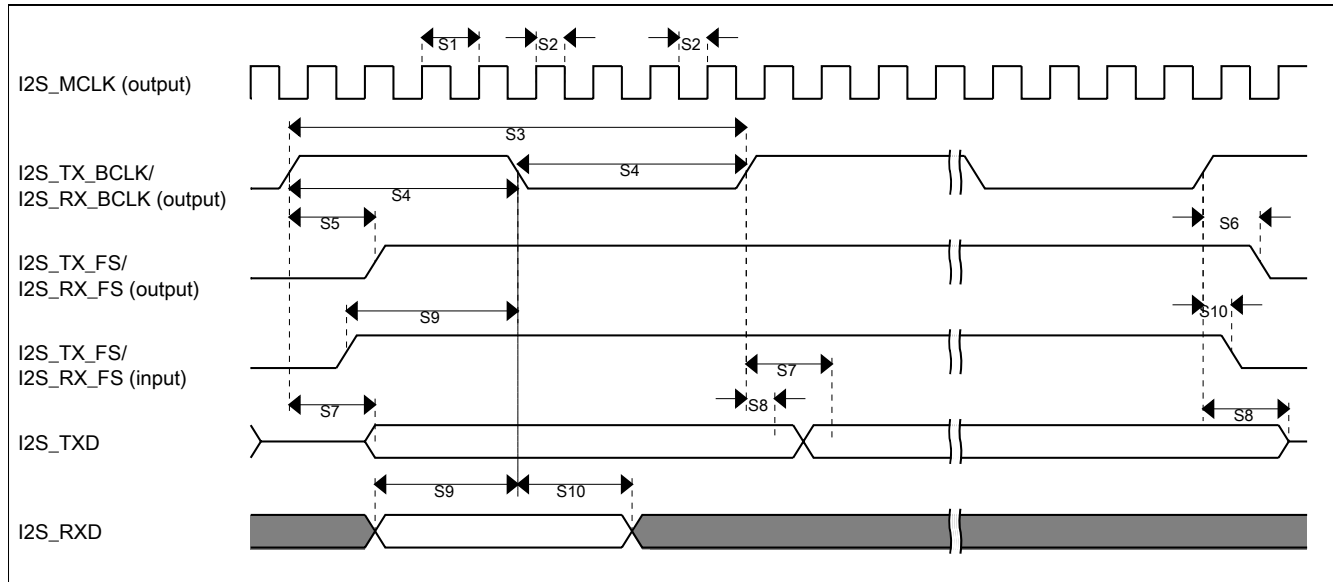 S1
S2
S2
I2S_MCLK (output)
S3
I2S_TX_BCLK/
I2S_RX_BCLK (output)
S4
S4
S5
S6
I2S_TX_FS/
I2S_RX_FS (output)
S9
S10
I2S_TX_FS/
I2S_RX_FS (input)
S7
S7
S8
S8
I2S_TXD
S9
S10
I2S_RXD